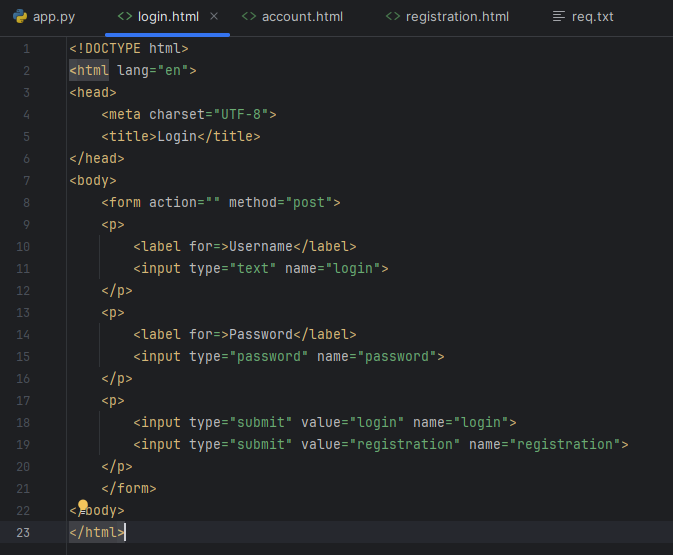 app.py login.html account.html registration.html req.txt
1 <!DOCTYPE html>
2 <html lang="en">
3 <head>
4     <meta charset="UTF-8">
5     <title>Login</title>
6 </head>
7 <body>
8     <form action="" method="post">
9     <p>
10         <label for=>Username</label>
11         <input type="text" name="login">
12     </p>
13     <p>
14         <label for=>Password</label>
15         <input type="password" name="password">
16     </p>
17     <p>
18         <input type="submit" value="login" name="login">
19         <input type="submit" value="registration" name="registration">
20     </p>
21     </form>
22 </body>
23 </html>